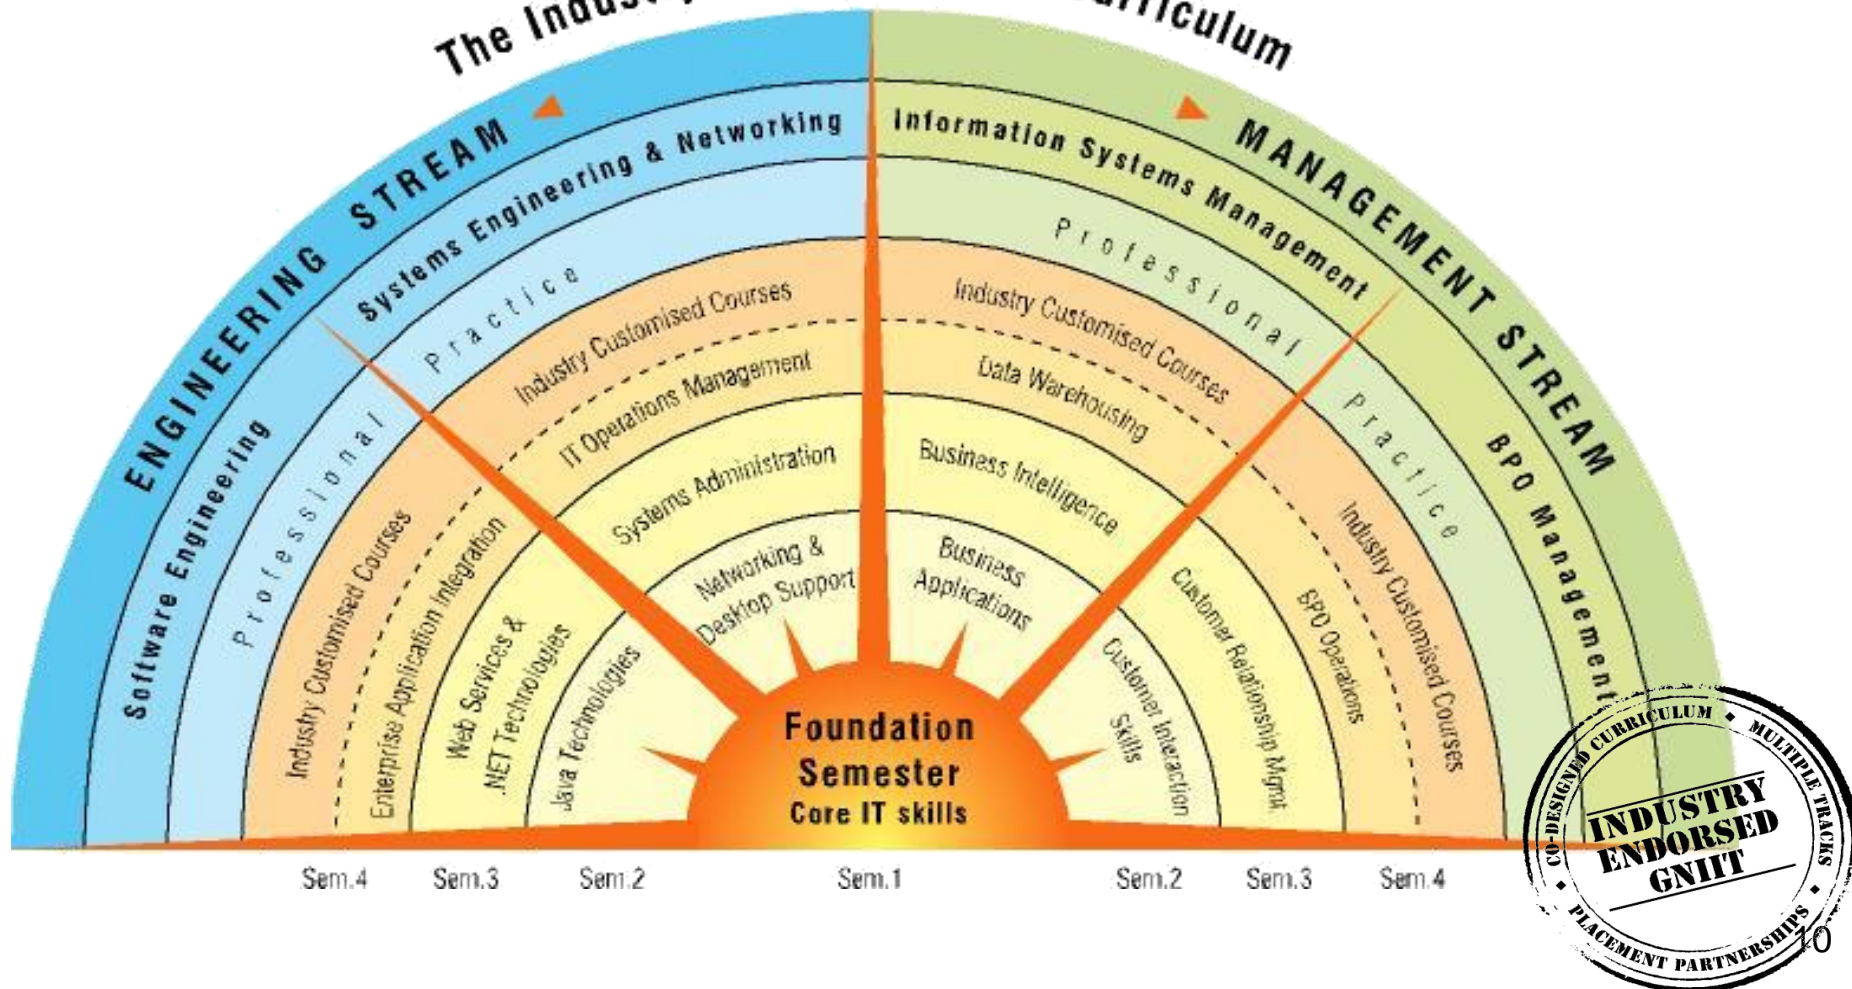 The Indus
urriculum
ENGINEERING STREAM
MANAGEMENT STREAM
Systems Engineering & Networking
Information Systems Management
Software Engineering
BPO Management
Professional Practice
Professional Practice
Industry Customised Courses
Industry Customised Courses
Industry Customised Courses
Industry Customised Courses
IT Operations Management
Data Warehousing
Enterprise Application Integration
BPO Operations
Systems Administration
Business Intelligence
Web Services &
.NET Technologies
Customer Relationship Mgmt
Networking &
Desktop Support
Business
Applications
Java Technologies
Customer Interaction
Skills
Foundation
Semester
Core IT skills
Sem.4
Sem.3
Sem.2
Sem.1
Sem.2
Sem.3
Sem.4
CO-DESIGNED CURRICULUM
MULTIPLE TRACKS
PLACEMENT PARTNERSHIPS
INDUSTRY
ENDORSED
GNIIT
10